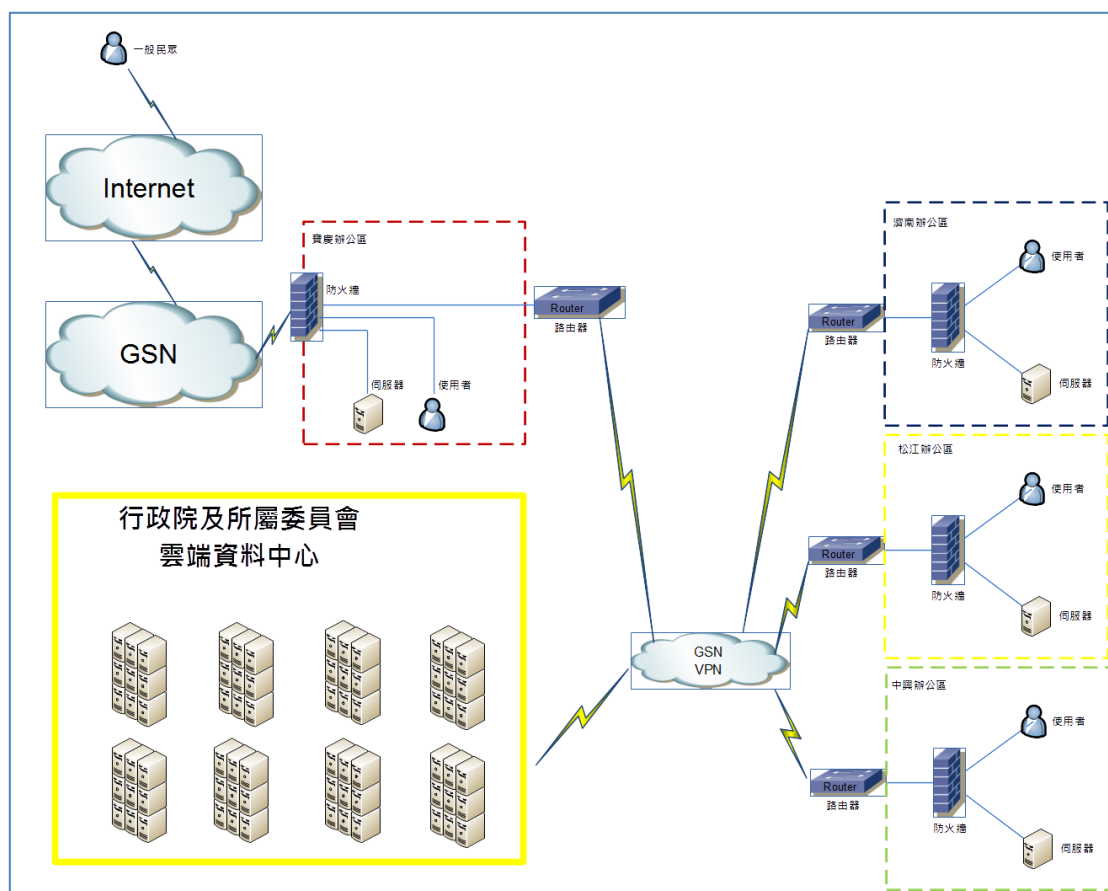 一般民眾
Internet
GSN
寶慶辦公區
防火牆
伺服器
使用者
Router
路由器
行政院及所屬委員會
雲端資料中心
GSN
VPN
濟南辦公區
使用者
Router
路由器
防火牆
伺服器
松江辦公區
使用者
Router
路由器
防火牆
伺服器
中興辦公區
使用者
Router
路由器
防火牆
伺服器